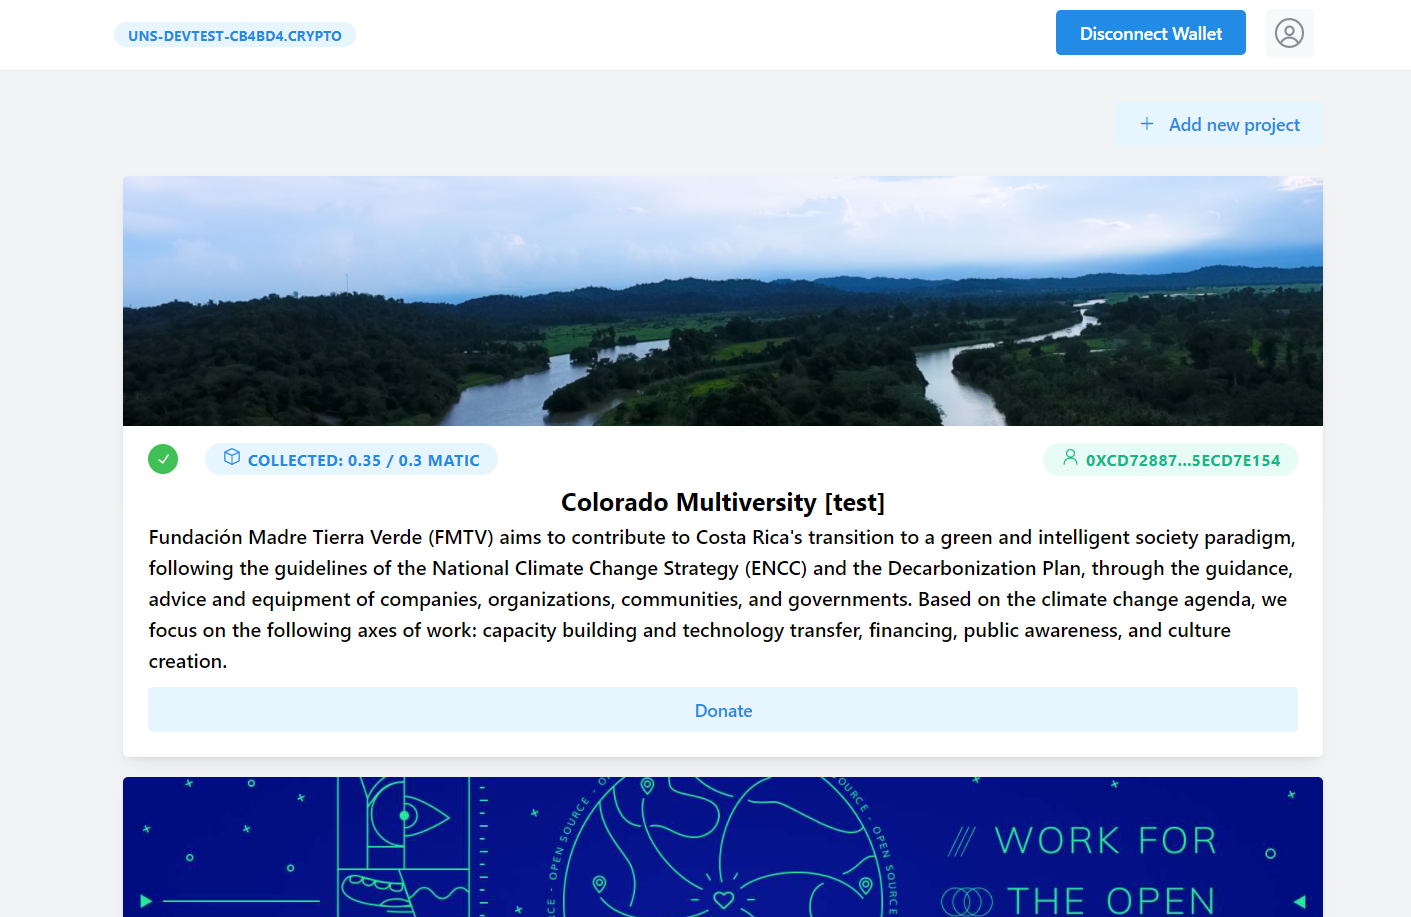 UNS-DEVTEST-CB4BD4.CRYPTO
Disconnect Wallet
+ Add new project
COLLECTED: 0.35 / 0.3 MATIC
0XCD72887...5ECD7E154
Colorado Multiversity [test]
Fundación Madre Tierra Verde (FMTV) aims to contribute to Costa Rica's transition to a green and intelligent society paradigm,
following the guidelines of the National Climate Change Strategy (ENCC) and the Decarbonization Plan, through the guidance,
advice and equipment of companies, organizations, communities, and governments. Based on the climate change agenda, we
focus on the following axes of work: capacity building and technology transfer, financing, public awareness, and culture
creation.
Donate
OPEN SOURCE - O
OURCE - OPEN SOURCE
CE -
WORK FOR
THE OPEN